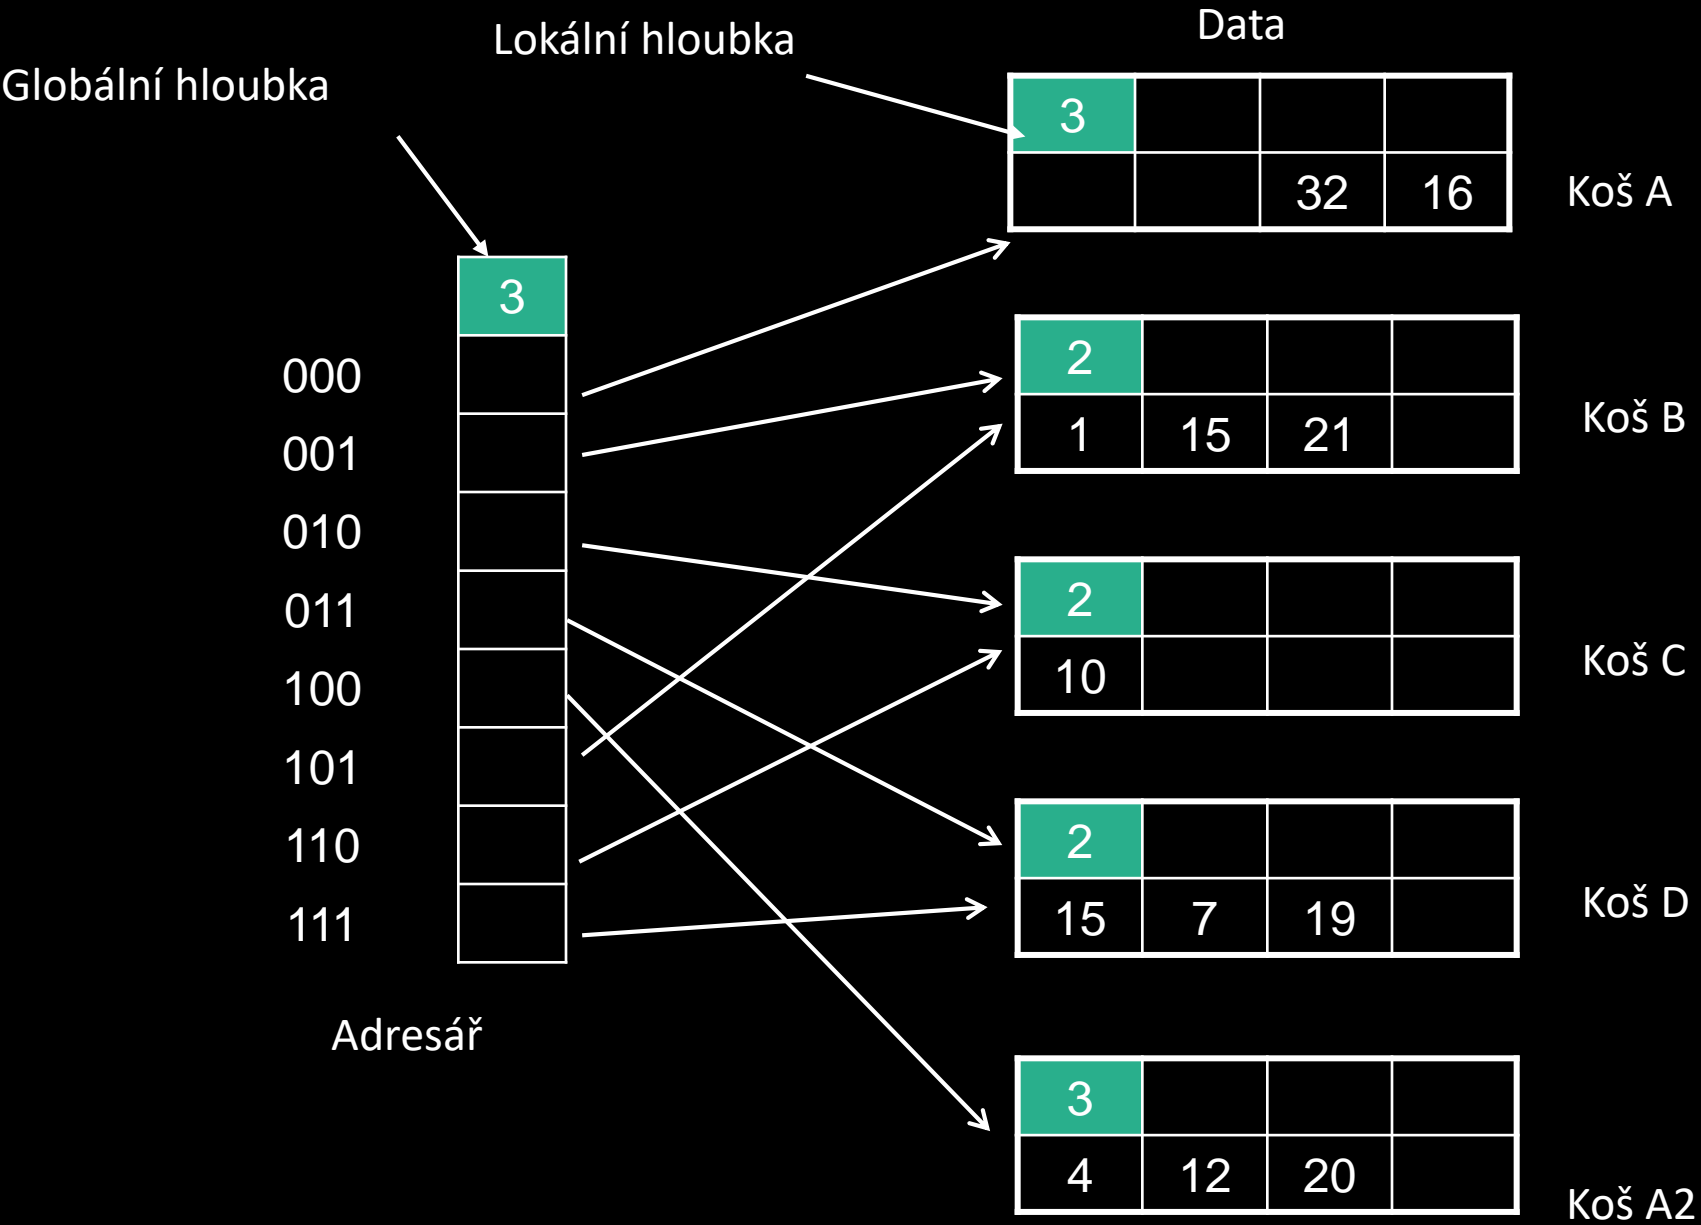 Globální hloubka
Lokální hloubka
Data
3
32 16
Koš A
3
000
001
010
011
100
101
110
111
Adresář
2
1 15 21
Koš B
2
10
Koš C
2
15 7 19
Koš D
3
4 12 20
Koš A2